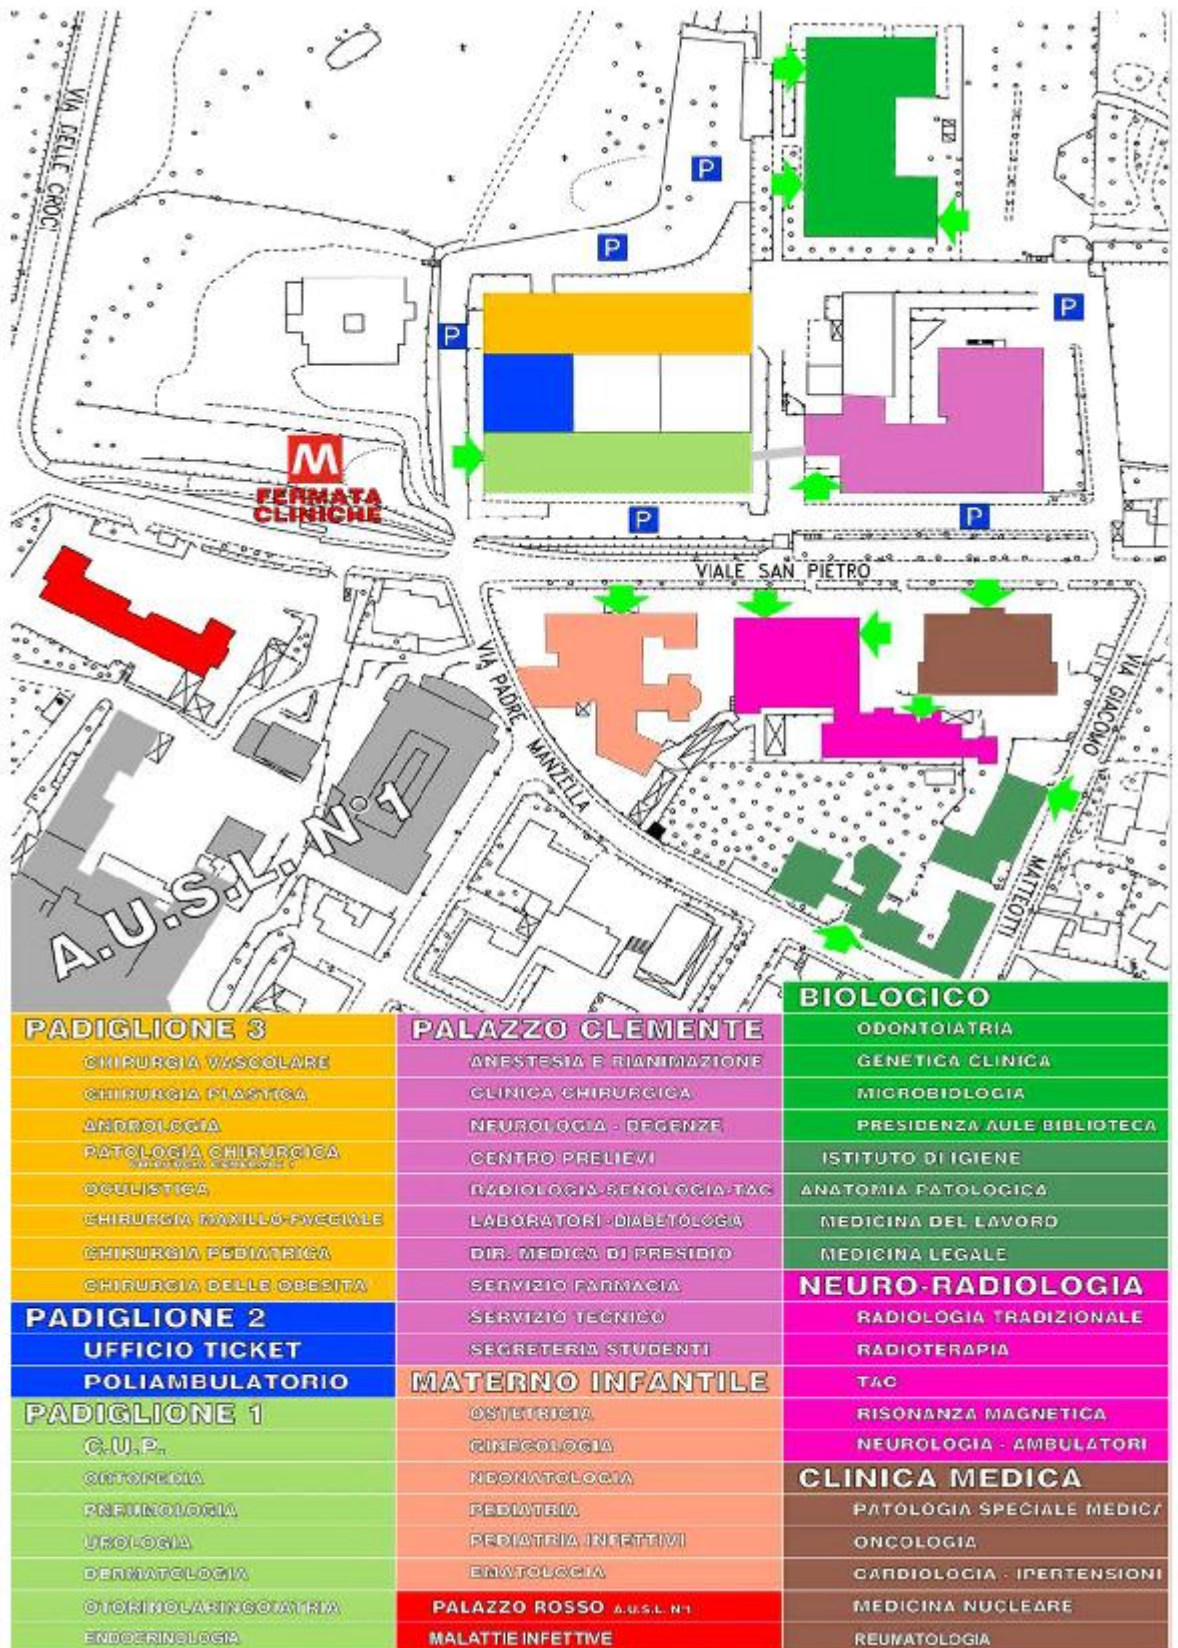 VIA DELLE CROCI
P
P
P
P
M
FERMATA
CLINICHE
P
P
VIALE SAN PIETRO
VIA PADRE MANZELLA
VIA GIACOMO MATTEOTTI
A.U.S.L. N°1
PADIGLIONE 3
CHIRURGIA VASCOLARE
CHIRURGIA PLASTICA
ANDROLOGIA
PATOLOGIA CHIRURGICA
OCULISTICA
CHIRURGIA MAXILLO-FACCIALE
CHIRURGIA PEDIATRICA
CHIRURGIA DELLE OBESITA
PADIGLIONE 2
UFFICIO TICKET
POLIAMBULATORIO
PADIGLIONE 1
C.U.P.
ORTOPEDIA
PNEUMOLOGIA
UROLOGIA
DERMATOLOGIA
OTORINOLARINGOIATRIA
ENDOCRINOLOGIA
PALAZZO CLEMENTE
ANESTESIA E RIANIMAZIONE
CLINICA CHIRURGICA
NEUROLOGIA - DEGENZE
CENTRO PRELIEVI
RADIOLOGIA-SENOLOGIA-TAC
LABORATORI -DIABETOLOGIA
DIR. MEDICA DI PRESIDIO
SERVIZIO FARMACIA
SERVIZIO TECNICO
SEGRETERIA STUDENTI
MATERNO INFANTILE
OSTETRICIA
GINECOLOGIA
NEONATOLOGIA
PEDIATRIA
PEDIATRIA INFETTIVI
EMATOLOGIA
PALAZZO ROSSO A.U.S.L. N°1
MALATTIE INFETTIVE
BIOLOGICO
ODONTOIATRIA
GENETICA CLINICA
MICROBIOLOGIA
PRESIDENZA AULE BIBLIOTECA
ISTITUTO DI IGIENE
ANATOMIA PATOLOGICA
MEDICINA DEL LAVORO
MEDICINA LEGALE
NEURO-RADIOLOGIA
RADIOLOGIA TRADIZIONALE
RADIOTERAPIA
TAC
RISONANZA MAGNETICA
NEUROLOGIA - AMBULATORI
CLINICA MEDICA
PATOLOGIA SPECIALE MEDICA
ONCOLOGIA
CARDIOLOGIA - IPERTENSIONI
MEDICINA NUCLEARE
REUMATOLOGIA